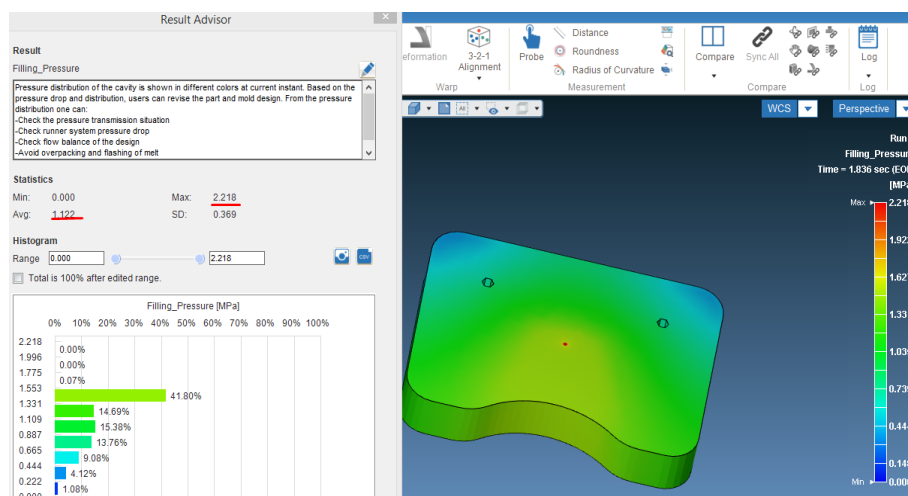 Result Advisor
Result
Filling_Pressure
Pressure distribution of the cavity is shown in different colors at current instant. Based on the
pressure drop and distribution, users can revise the part and mold design. From the pressure
distribution one can:
-Check the pressure transmission situation
-Check runner system pressure drop
-Check flow balance of the design
-Avoid overpacking and flashing of melt
Statistics
Min: 0.000 Max: 2.218
Avg: 1.122 SD: 0.369
Histogram
Range 0.000 2.218
CSV
Total is 100% after edited range.
Filling_Pressure [MPa]
0% 10% 20% 30% 40% 50% 60% 70% 80% 90% 100%
2.218
0.00%
1.996
0.00%
1.775
0.07%
1.553
41.80%
1.331
14.69%
1.109
15.38%
0.887
13.76%
0.665
9.08%
0.444
4.12%
0.222
1.08%
0.000
eformation
3-2-1
Alignment
Warp
Probe
Distance
Roundness
Radius of Curvature
Measurement
Compare
Sync All
Compare
Log
Log
WCS
Perspective
Run
Filling_Pressur
Time = 1.836 sec (EO
[MPa
Max 2.218
1.92
1.62
1.33
1.03
0.73
0.44
0.14
Min 0.00